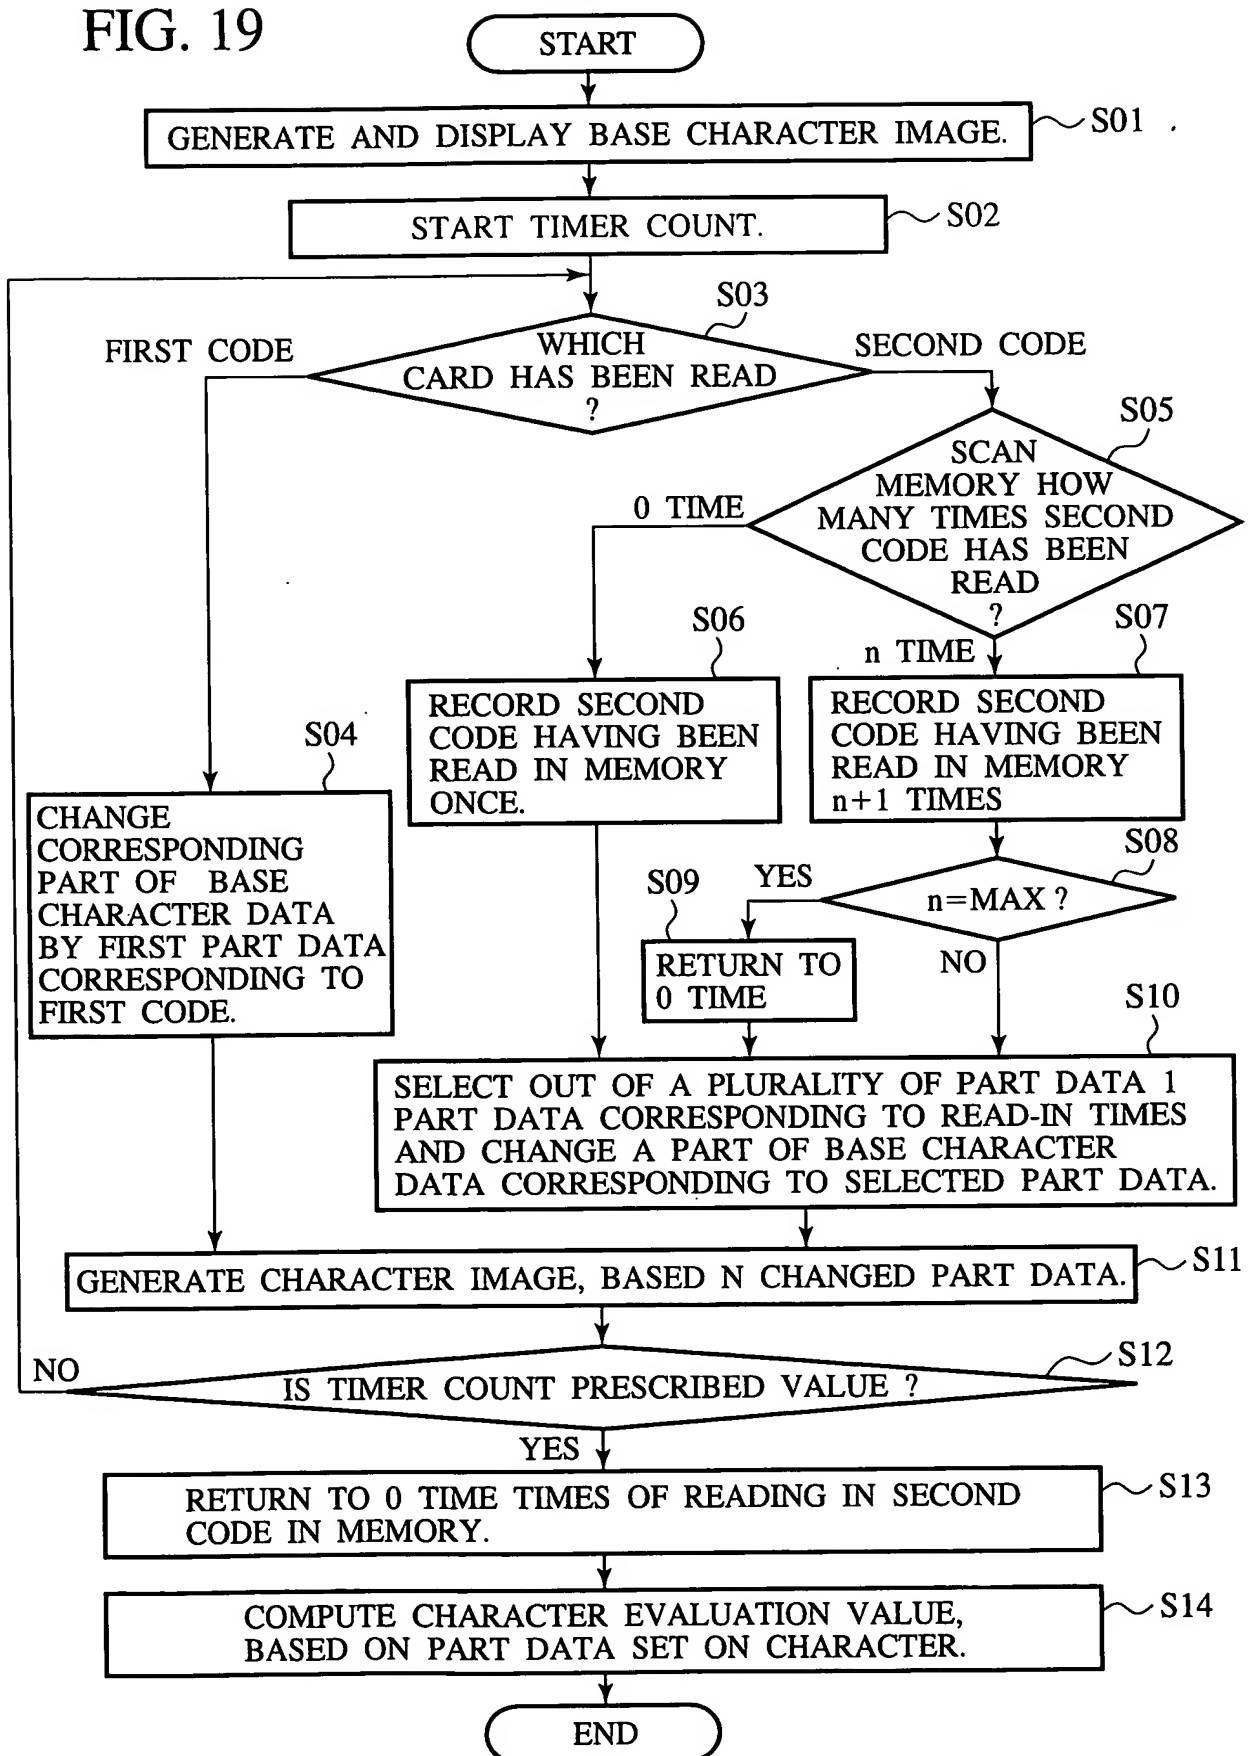 FIG. 19
START
GENERATE AND DISPLAY BASE CHARACTER IMAGE.
S01
START TIMER COUNT.
S02
S03
FIRST CODE
WHICH
CARD HAS BEEN READ
?
SECOND CODE
S05
SCAN
MEMORY HOW
MANY TIMES SECOND
CODE HAS BEEN
READ
?
0 TIME
n TIME
S06
RECORD SECOND
CODE HAVING BEEN
READ IN MEMORY
ONCE.
S07
RECORD SECOND
CODE HAVING BEEN
READ IN MEMORY
n+1 TIMES
S04
CHANGE
CORRESPONDING
PART OF BASE
CHARACTER DATA
BY FIRST PART DATA
CORRESPONDING TO
FIRST CODE.
S08
n=MAX ?
YES
NO
S09
RETURN TO
0 TIME
S10
SELECT OUT OF A PLURALITY OF PART DATA 1
PART DATA CORRESPONDING TO READ-IN TIMES
AND CHANGE A PART OF BASE CHARACTER
DATA CORRESPONDING TO SELECTED PART DATA.
GENERATE CHARACTER IMAGE, BASED N CHANGED PART DATA.
S11
NO
IS TIMER COUNT PRESCRIBED VALUE ?
S12
YES
RETURN TO 0 TIME TIMES OF READING IN SECOND
CODE IN MEMORY.
S13
COMPUTE CHARACTER EVALUATION VALUE,
BASED ON PART DATA SET ON CHARACTER.
S14
END